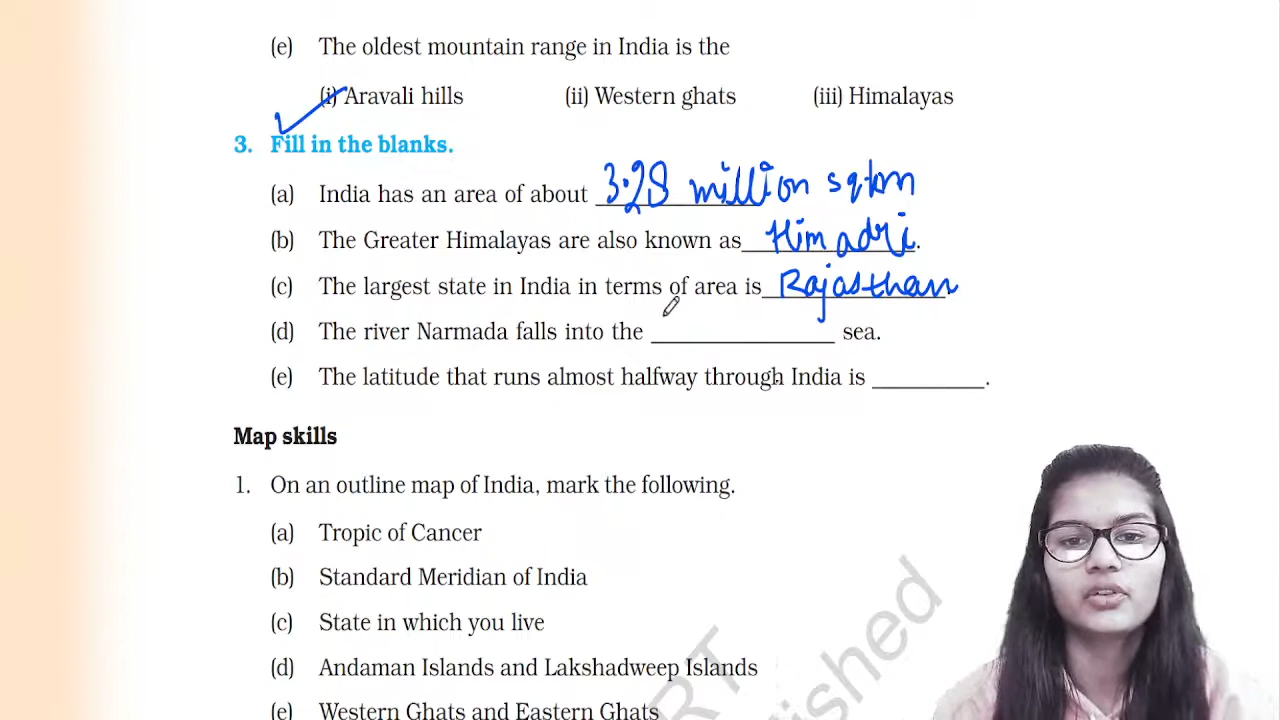 (e) The oldest mountain range in India is the
(i) Aravali hills (ii) Western ghats (iii) Himalayas
3. Fill in the blanks.
(a) India has an area of about 3.28 million sqkm
(b) The Greater Himalayas are also known as Himadri.
(c) The largest state in India in terms of area is Rajasthan
(d) The river Narmada falls into the ________ sea.
(e) The latitude that runs almost halfway through India is ________.
Map skills
1. On an outline map of India, mark the following.
(a) Tropic of Cancer
(b) Standard Meridian of India
(c) State in which you live
(d) Andaman Islands and Lakshadweep Islands
(e) Western Ghats and Eastern Ghats